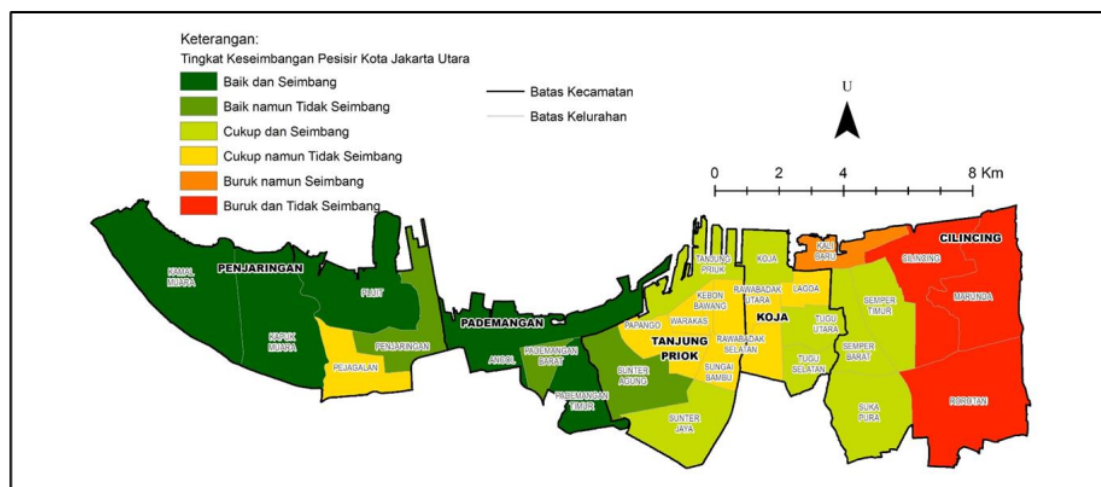 Keterangan:
Tingkat Keseimbangan Pesisir Kota Jakarta Utara
Baik dan Seimbang
Baik namun Tidak Seimbang
Cukup dan Seimbang
Cukup namun Tidak Seimbang
Buruk namun Seimbang
Buruk dan Tidak Seimbang
Batas Kecamatan
Batas Kelurahan
U
0 2 4 8 Km
KAMAL
MUARA
PENJARINGAN
KAPUK
MUARA
PLUIT
PENJARINGAN
PEJAGALAN
PADEMANGAN
ANCOL
PADEMANGAN
BARAT
PADEMANGAN
TIMUR
TANJUNG
PRIUK
KEBON
BAWANG
PAPANGO
WARAKAS
TANJUNG
PRIOK
SUNGAI
BAMBU
SUNTER
AGUNG
SUNTER
JAYA
KOJA
RAWABADAK
UTARA
LAGOA
KOJA
TUGU
UTARA
RAWABADAK
SELATAN
TUGU
SELATAN
KALI
BARU
CILINCING
CILINCING
MARUNDA
SEMPER
TIMUR
SEMPER
BARAT
SUKA
PURA
ROROTAN